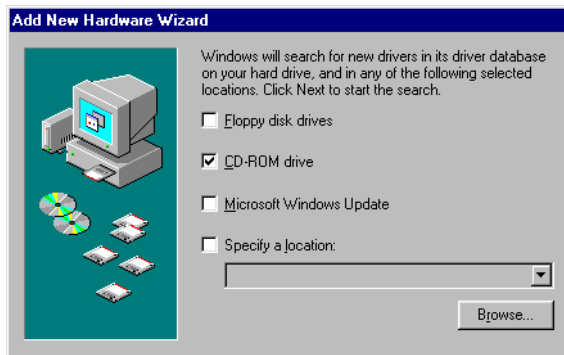 Add New Hardware Wizard
Windows will search for new drivers in its driver database
on your hard drive, and in any of the following selected
locations. Click Next to start the search.
Floppy disk drives
CD-ROM drive
Microsoft Windows Update
Specify a location:
Browse...